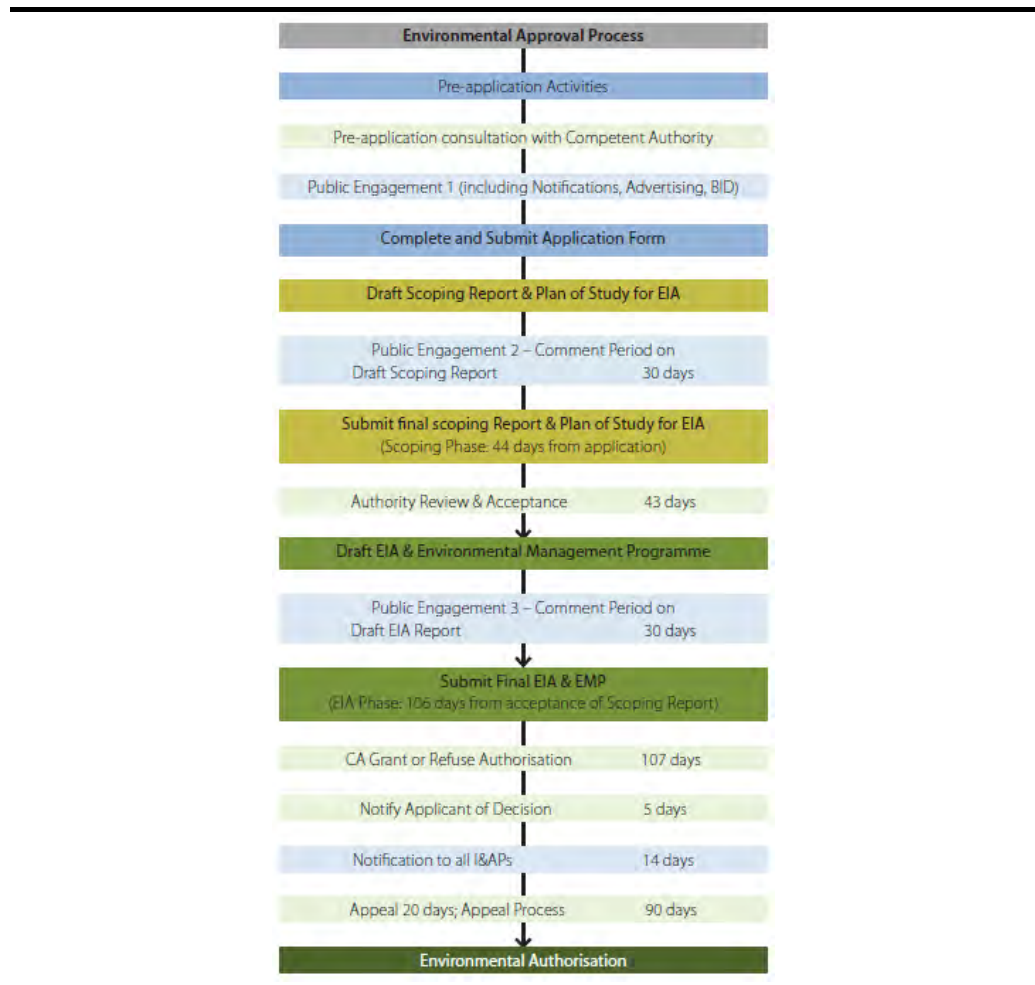 Environmental Approval Process
Pre-application Activities
Pre-application consultation with Competent Authority
Public Engagement 1 (including Notifications, Advertising, BID)
Complete and Submit Application Form
Draft Scoping Report & Plan of Study for EIA
Public Engagement 2 – Comment Period on
Draft Scoping Report 30 days
Submit final scoping Report & Plan of Study for EIA
(Scoping Phase: 44 days from application)
Authority Review & Acceptance 43 days
Draft EIA & Environmental Management Programme
Public Engagement 3 – Comment Period on
Draft EIA Report 30 days
Submit Final EIA & EMP
(EIA Phase: 106 days from acceptance of Scoping Report)
CA Grant or Refuse Authorisation 107 days
Notify Applicant of Decision 5 days
Notification to all I&APs 14 days
Appeal 20 days; Appeal Process 90 days
Environmental Authorisation